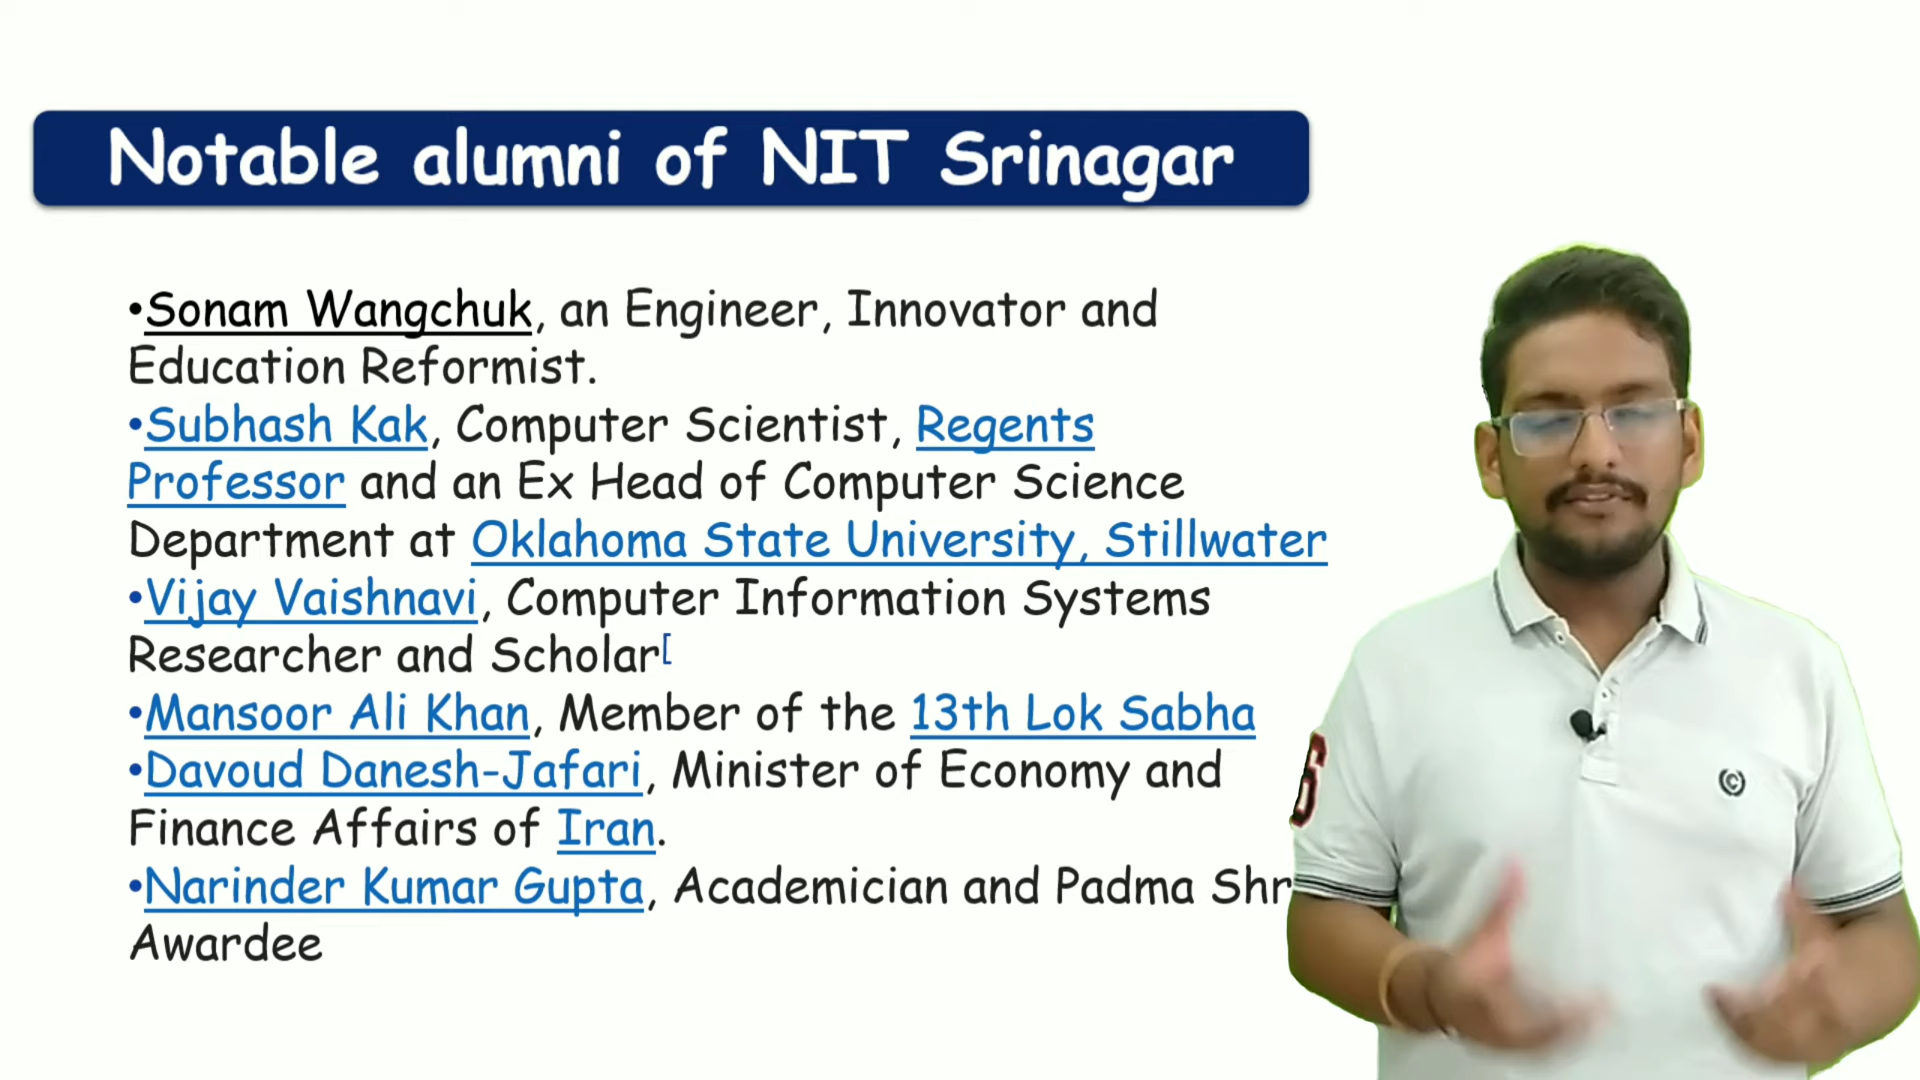 Notable alumni of NIT Srinagar
•Sonam Wangchuk, an Engineer, Innovator and
Education Reformist.
•Subhash Kak, Computer Scientist, Regents
Professor and an Ex Head of Computer Science
Department at Oklahoma State University, Stillwater
•Vijay Vaishnavi, Computer Information Systems
Researcher and Scholar[
•Mansoor Ali Khan, Member of the 13th Lok Sabha
•Davoud Danesh-Jafari, Minister of Economy and
Finance Affairs of Iran.
•Narinder Kumar Gupta, Academician and Padma Shr
Awardee